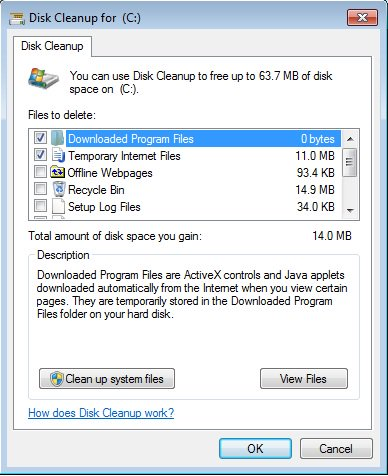 Disk Cleanup for (C:)
Disk Cleanup
You can use Disk Cleanup to free up to 63.7 MB of disk
space on (C:).
Files to delete:
Downloaded Program Files 0 bytes
Temporary Internet Files 11.0 MB
Offline Webpages 93.4 KB
Recycle Bin 14.9 MB
Setup Log Files 34.0 KB
Total amount of disk space you gain: 14.0 MB
Description
Downloaded Program Files are ActiveX controls and Java applets
downloaded automatically from the Internet when you view certain
pages. They are temporarily stored in the Downloaded Program
Files folder on your hard disk.
Clean up system files View Files
How does Disk Cleanup work?
OK Cancel